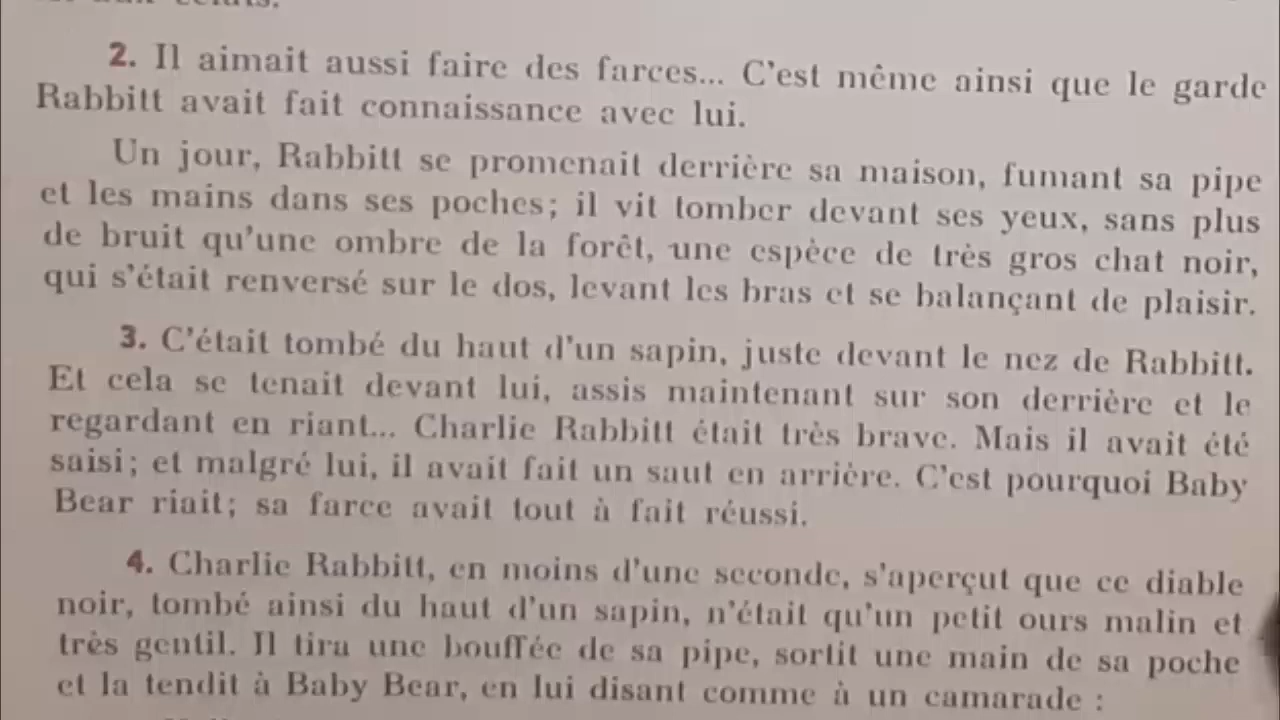 2. Il aimait aussi faire des farces... C'est même ainsi que le garde
Rabbitt avait fait connaissance avec lui.
Un jour, Rabbitt se promenait derrière sa maison, fumant sa pipe
et les mains dans ses poches; il vit tomber devant ses yeux, sans plus
de bruit qu'une ombre de la forêt, une espèce de très gros chat noir,
qui s'était renversé sur le dos, levant les bras et se balançant de plaisir.
3. C'était tombé du haut d'un sapin, juste devant le nez de Rabbitt.
Et cela se tenait devant lui, assis maintenant sur son derrière et le
regardant en riant... Charlie Rabbitt était très brave. Mais il avait été
saisi; et malgré lui, il avait fait un saut en arrière. C'est pourquoi Baby
Bear riait; sa farce avait tout à fait réussi.
4. Charlie Rabbitt, en moins d'une seconde, s'aperçut que ce diable
noir, tombé ainsi du haut d'un sapin, n'était qu'un petit ours malin et
très gentil. Il tira une bouffée de sa pipe, sortit une main de sa poche
et la tendit à Baby Bear, en lui disant comme à un camarade :